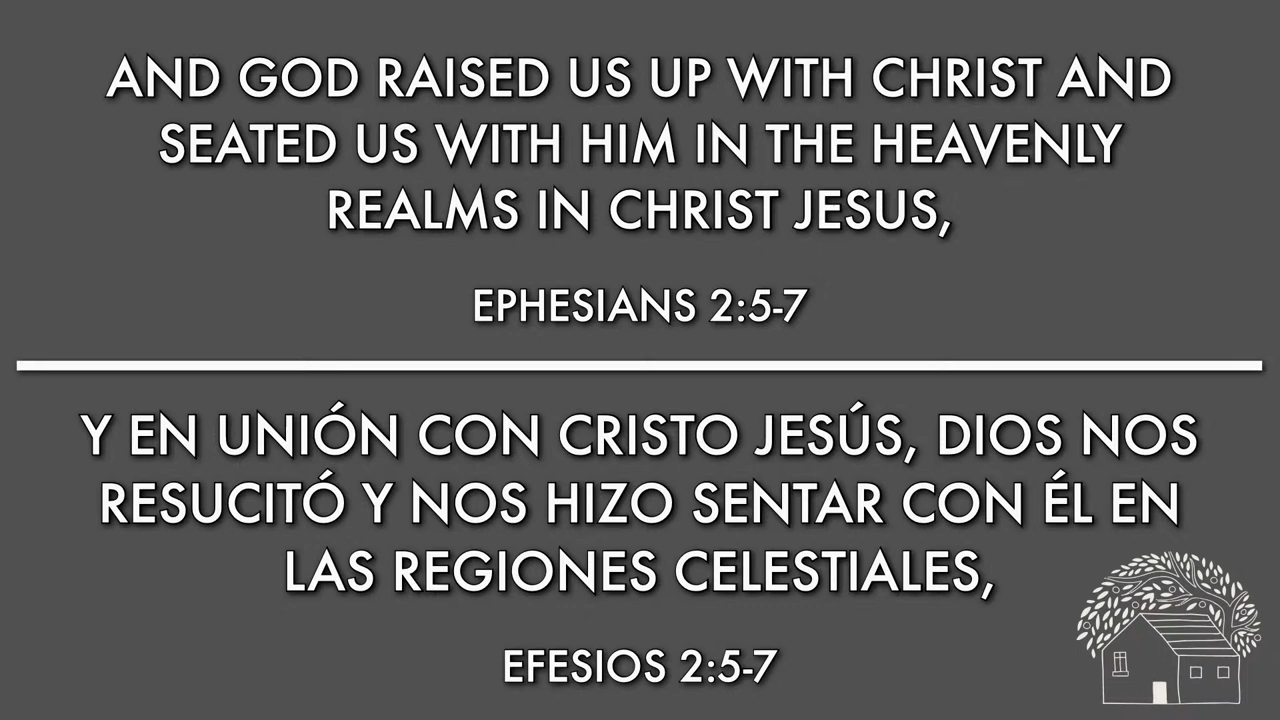 AND GOD RAISED US UP WITH CHRIST AND
SEATED US WITH HIM IN THE HEAVENLY
REALMS IN CHRIST JESUS,
EPHESIANS 2:5-7
Y EN UNIÓN CON CRISTO JESÚS, DIOS NOS
RESUCITÓ Y NOS HIZO SENTAR CON ÉL EN
LAS REGIONES CELESTIALES,
EFESIOS 2:5-7